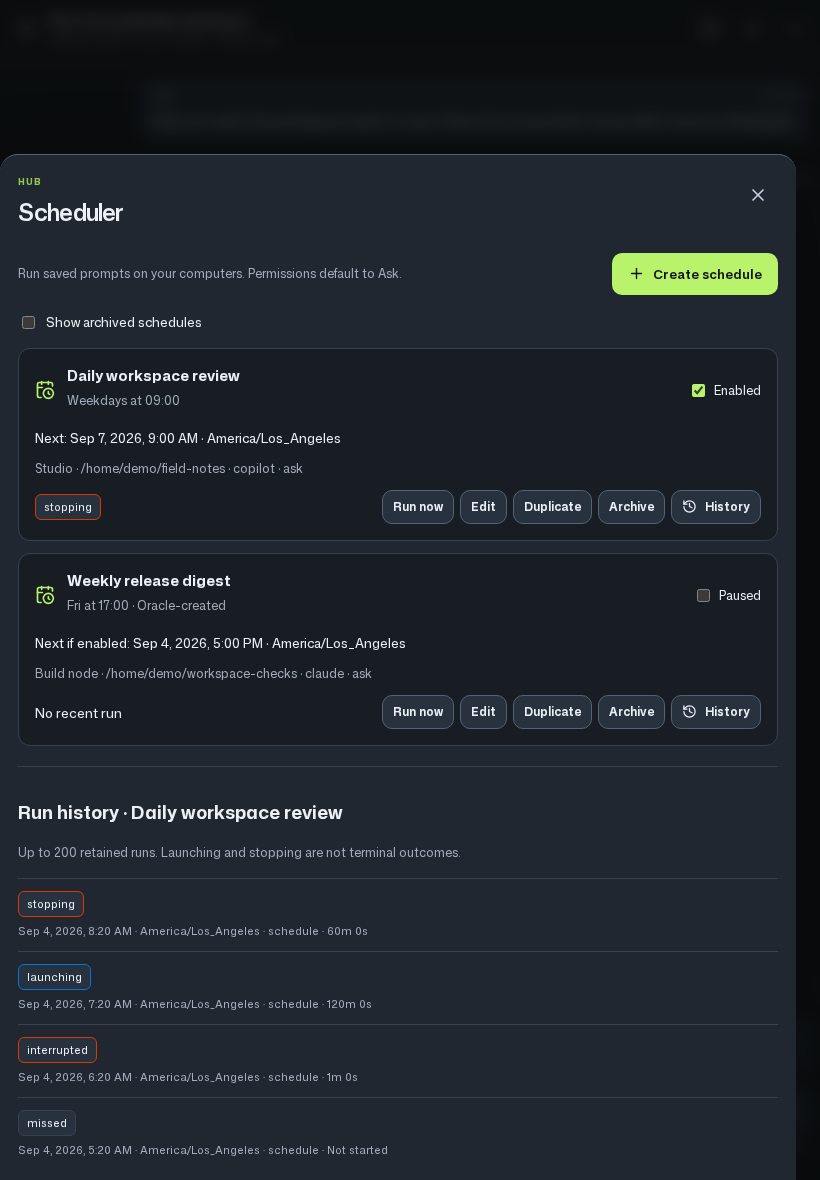 HUB
Scheduler
Run saved prompts on your computers. Permissions default to Ask.
Create schedule
Show archived schedules
Daily workspace review
Weekdays at 09:00
Enabled
Next: Sep 7, 2026, 9:00 AM · America/Los_Angeles
Studio · /home/demo/field-notes · copilot · ask
stopping
Run now
Edit
Duplicate
Archive
History
Weekly release digest
Fri at 17:00 · Oracle-created
Paused
Next if enabled: Sep 4, 2026, 5:00 PM · America/Los_Angeles
Build node · /home/demo/workspace-checks · claude · ask
No recent run
Run now
Edit
Duplicate
Archive
History
Run history · Daily workspace review
Up to 200 retained runs. Launching and stopping are not terminal outcomes.
stopping
Sep 4, 2026, 8:20 AM · America/Los_Angeles · schedule · 60m 0s
launching
Sep 4, 2026, 7:20 AM · America/Los_Angeles · schedule · 120m 0s
interrupted
Sep 4, 2026, 6:20 AM · America/Los_Angeles · schedule · 1m 0s
missed
Sep 4, 2026, 5:20 AM · America/Los_Angeles · schedule · Not started